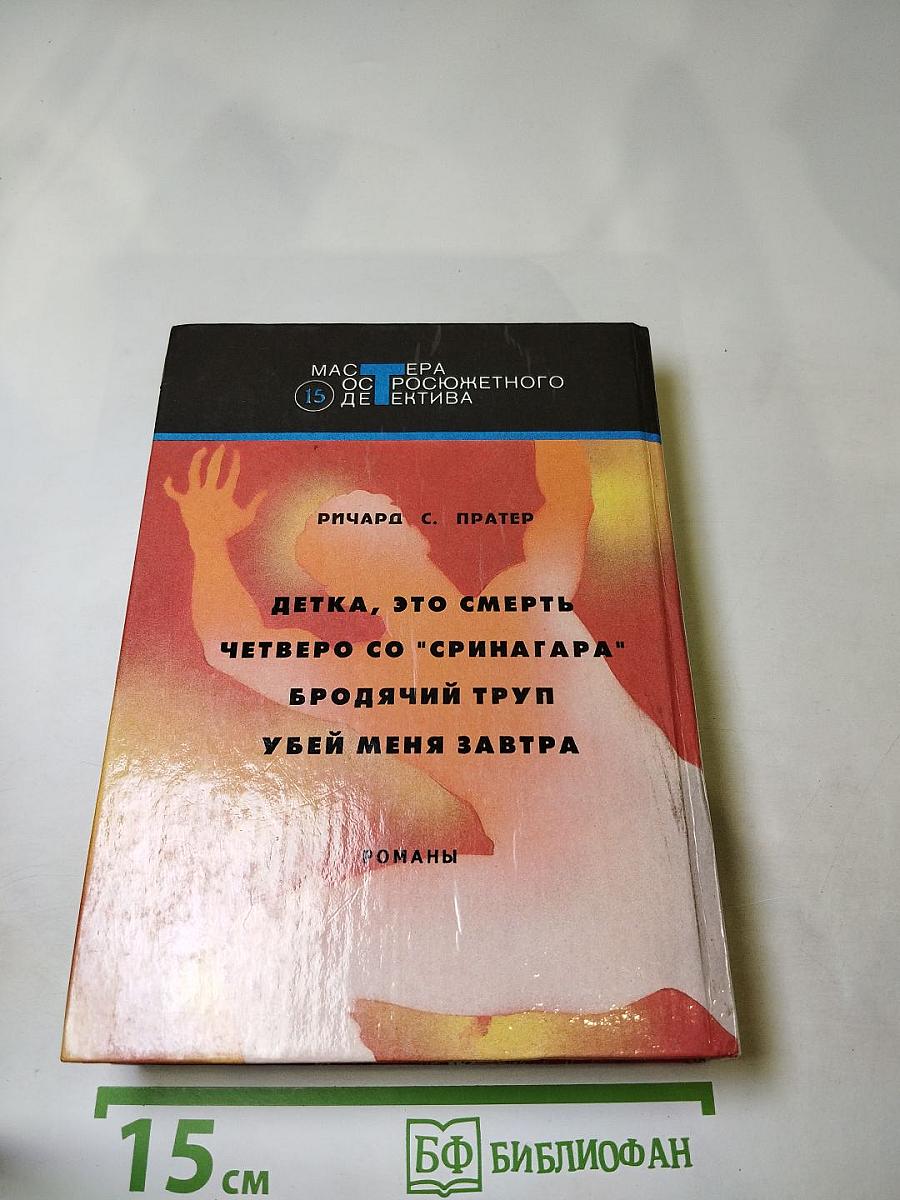 МАСТЕРА
ОСТРОСЮЖЕТНОГО
15 ДЕТЕКТИВА
РИЧАРД С. ПРАТЕР
ДЕТКА, ЭТО СМЕРТЬ
ЧЕТВЕРО СО "СРИНАГАРА"
БРОДЯЧИЙ ТРУП
УБЕЙ МЕНЯ ЗАВТРА
РОМАНЫ
15 см
БФ БИБЛИОФАН